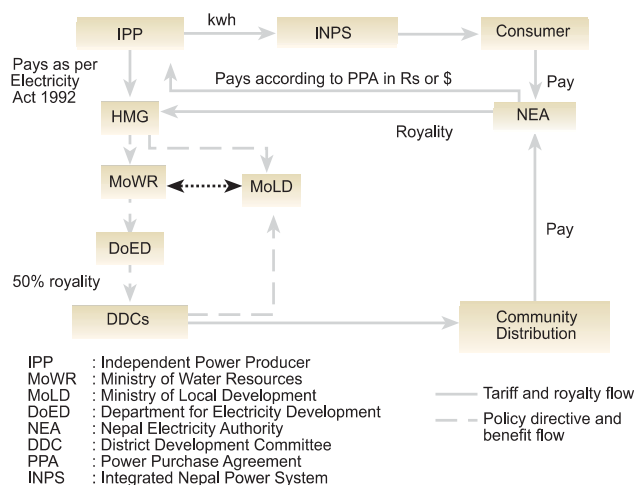 IPP
kwh
INPS
Consumer
Pays as per
Electricity
Act 1992
Pays according to PPA in Rs or $
Pay
HMG
NEA
Royality
MoWR
MoLD
DoED
Pay
50% royality
DDCs
Community
Distribution
IPP : Independent Power Producer
MoWR : Ministry of Water Resources
MoLD : Ministry of Local Development
DoED : Department for Electricity Development
NEA : Nepal Electricity Authority
DDC : District Development Committee
PPA : Power Purchase Agreement
INPS : Integrated Nepal Power System
Tariff and royalty flow
Policy directive and
benefit flow